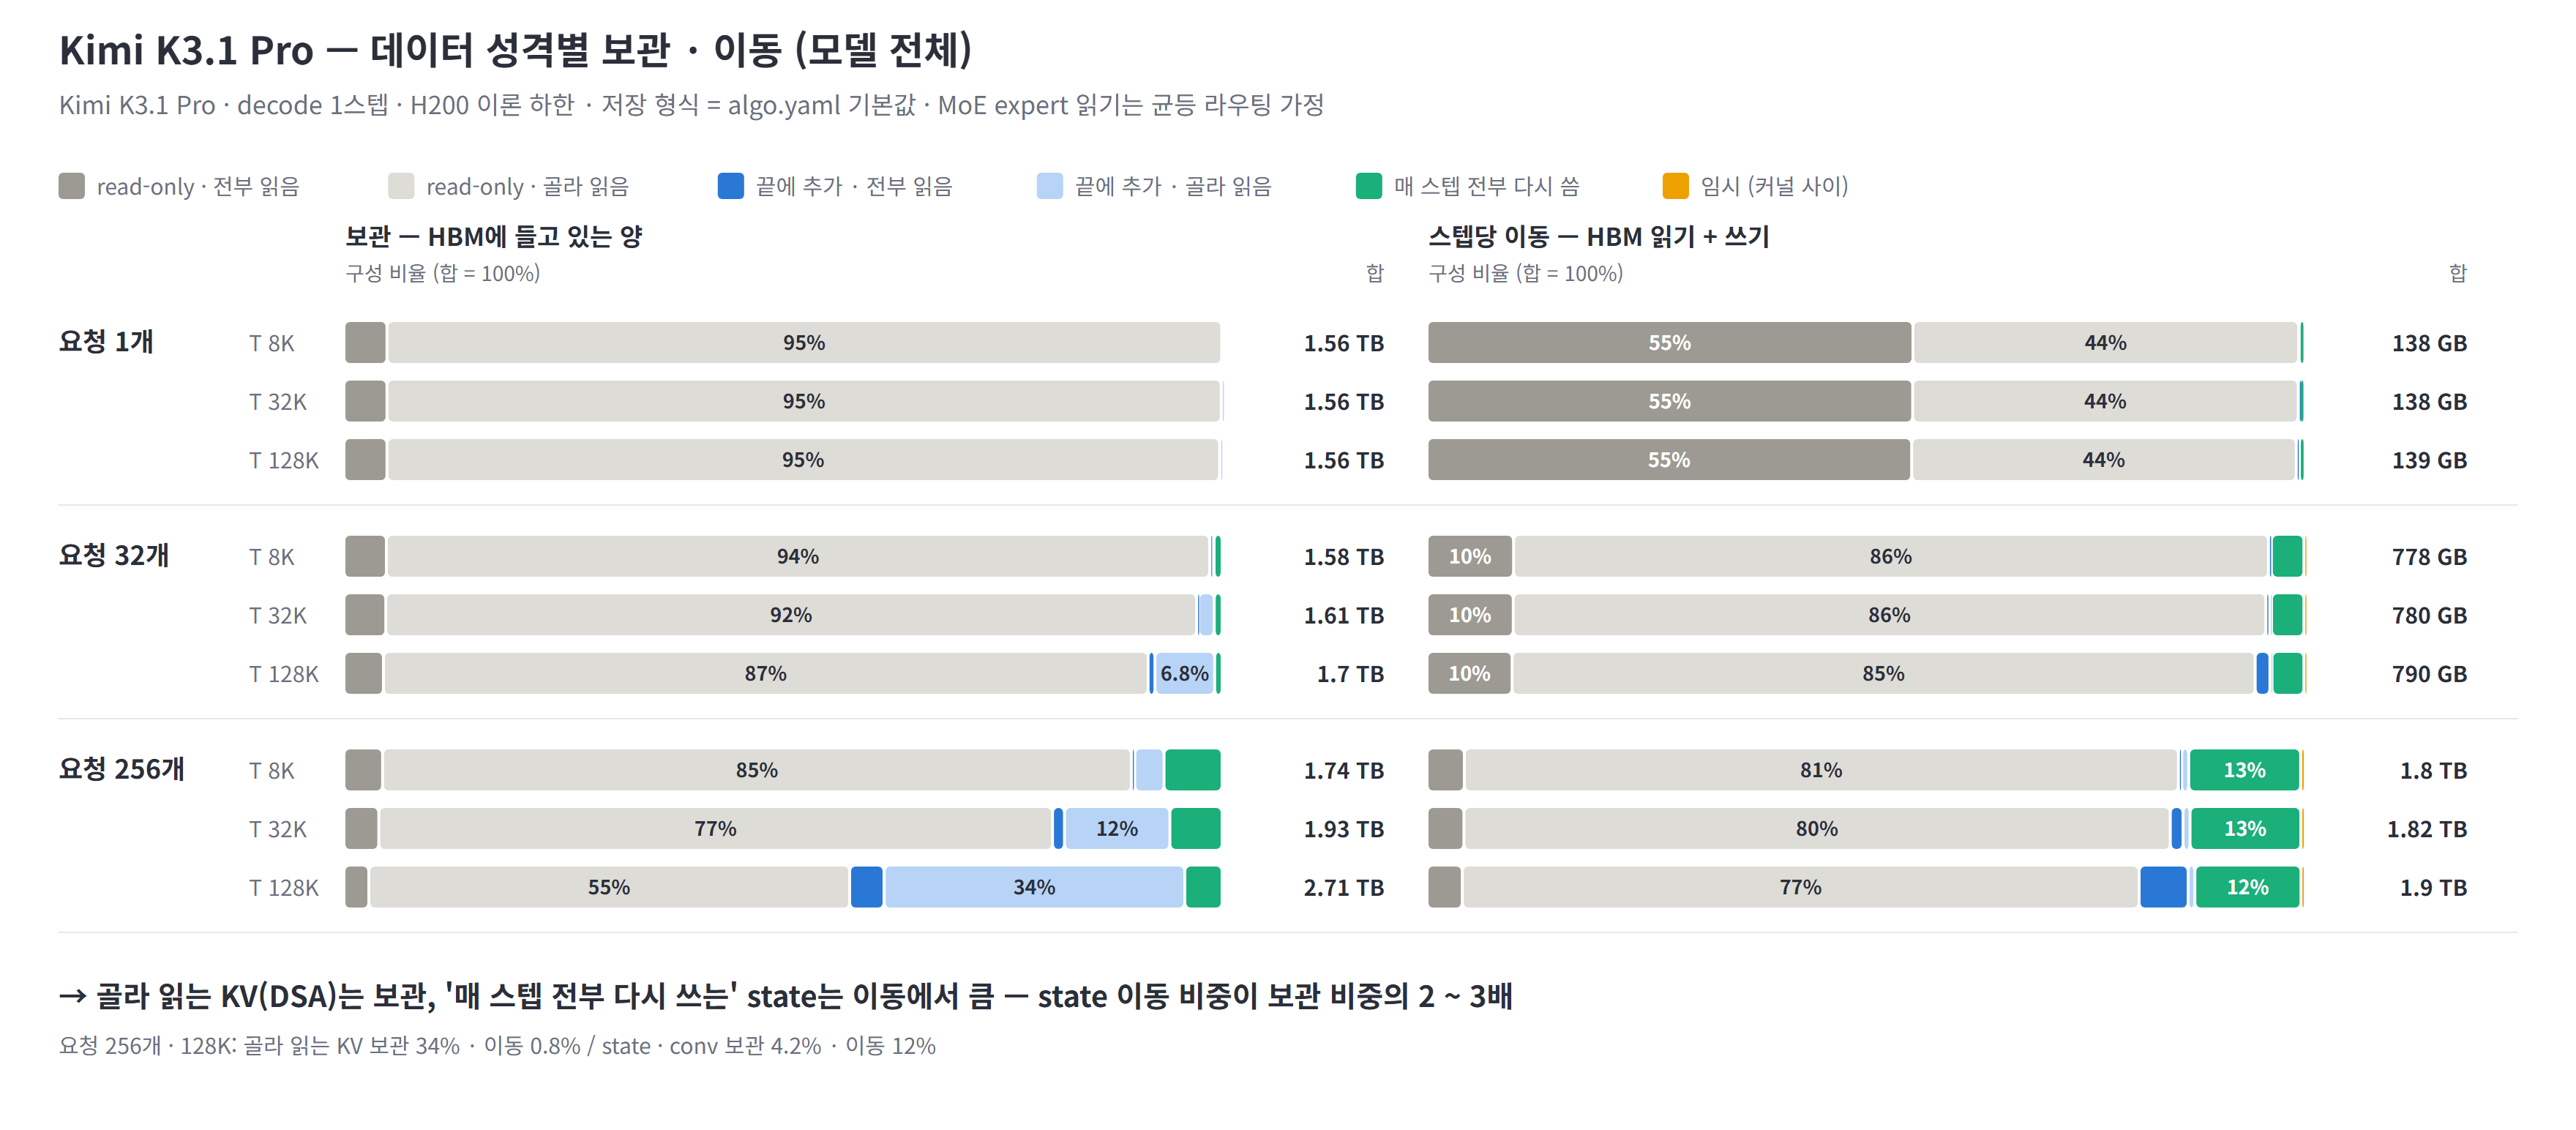 Kimi K3.1 Pro — 데이터 성격별 보관 · 이동 (모델 전체)
Kimi K3.1 Pro · decode 1스텝 · H200 이론 하한 · 저장 형식 = algo.yaml 기본값 · MoE expert 읽기는 균등 라우팅 가정
read-only · 전부 읽음 read-only · 골라 읽음 끝에 추가 · 전부 읽음 끝에 추가 · 골라 읽음 매 스텝 전부 다시 씀 임시 (커널 사이)
보관 — HBM에 들고 있는 양 스텝당 이동 — HBM 읽기 + 쓰기
구성 비율 (합 = 100%) 합 구성 비율 (합 = 100%) 합
요청 1개 T 8K 95% 1.56 TB 55% 44% 138 GB
T 32K 95% 1.56 TB 55% 44% 138 GB
T 128K 95% 1.56 TB 55% 44% 139 GB
요청 32개 T 8K 94% 1.58 TB 10% 86% 778 GB
T 32K 92% 1.61 TB 10% 86% 780 GB
T 128K 87% 6.8% 1.7 TB 10% 85% 790 GB
요청 256개 T 8K 85% 1.74 TB 81% 13% 1.8 TB
T 32K 77% 12% 1.93 TB 80% 13% 1.82 TB
T 128K 55% 34% 2.71 TB 77% 12% 1.9 TB
→ 골라 읽는 KV(DSA)는 보관, '매 스텝 전부 다시 쓰는' state는 이동에서 큼 — state 이동 비중이 보관 비중의 2 ~ 3배
요청 256개 · 128K: 골라 읽는 KV 보관 34% · 이동 0.8% / state · conv 보관 4.2% · 이동 12%